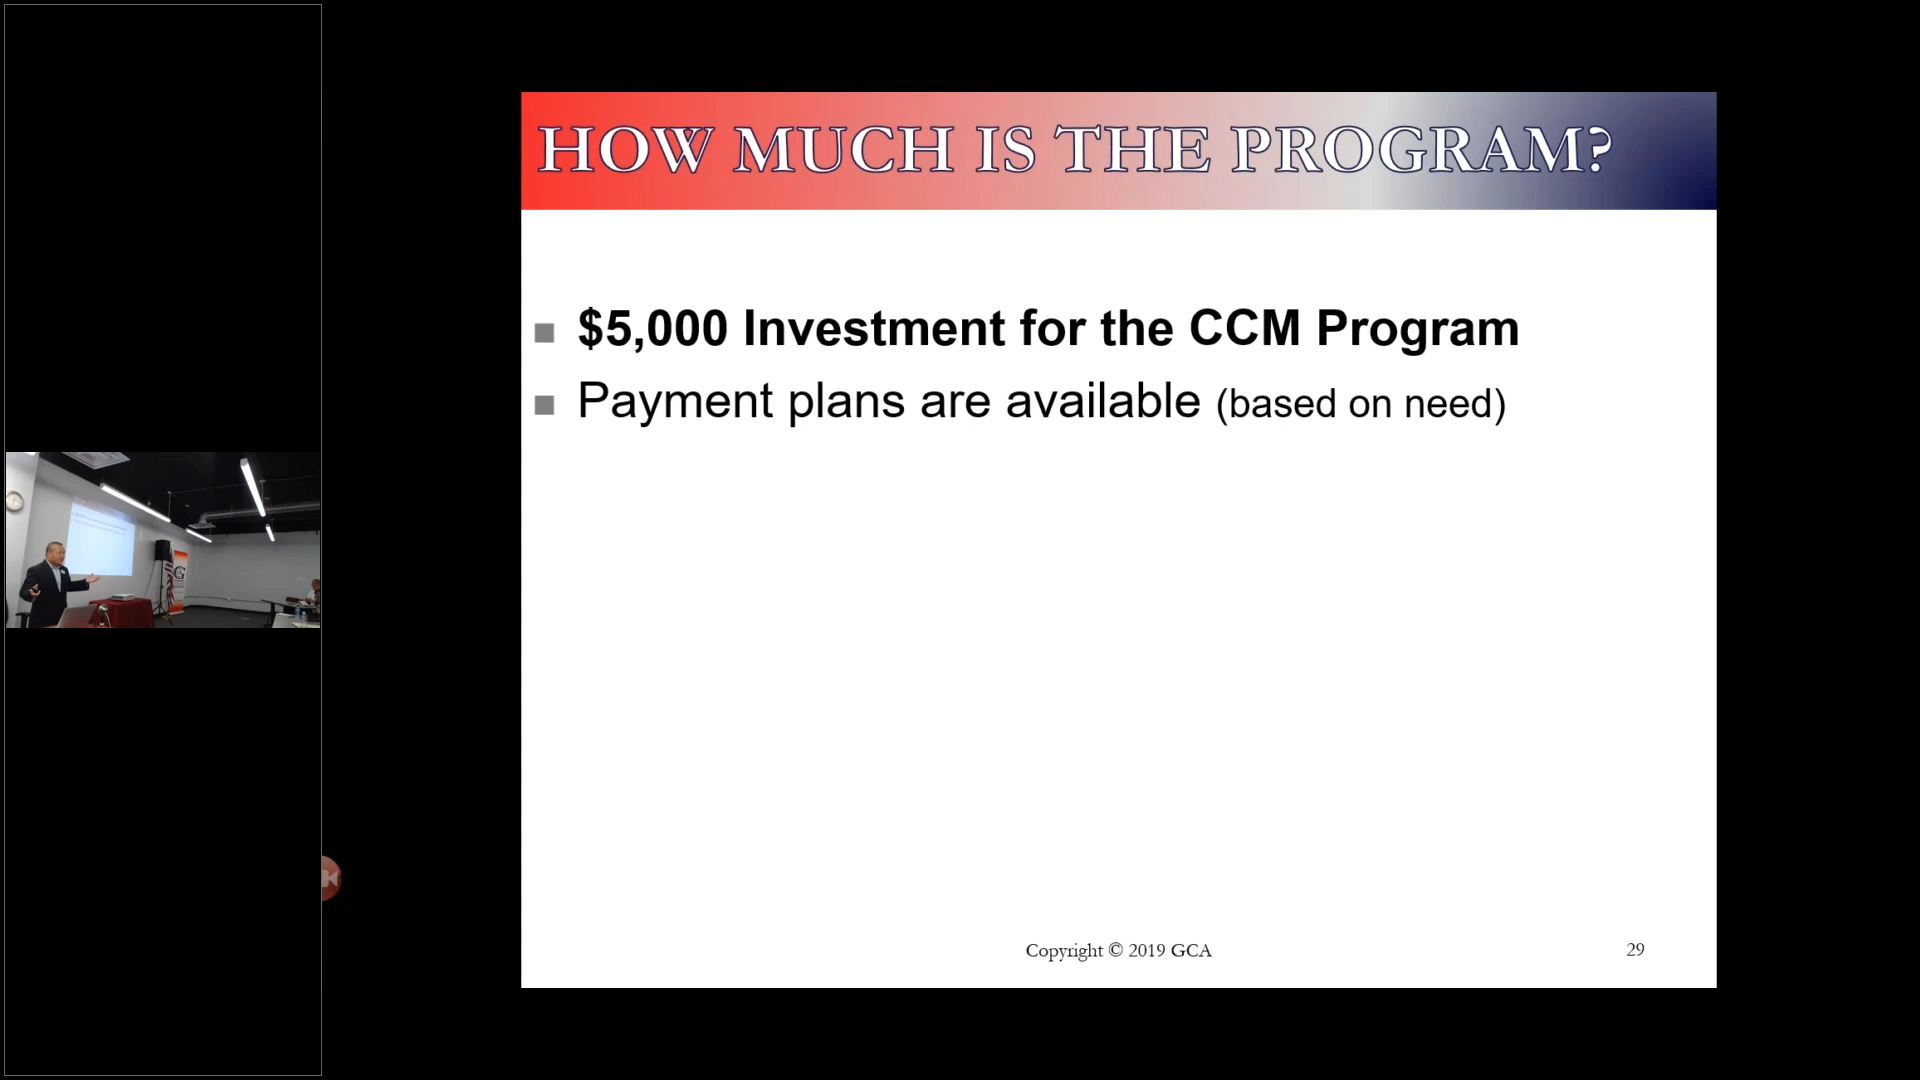 HOW MUCH IS THE PROGRAM?
$5,000 Investment for the CCM Program
Payment plans are available (based on need)
Copyright © 2019 GCA
29